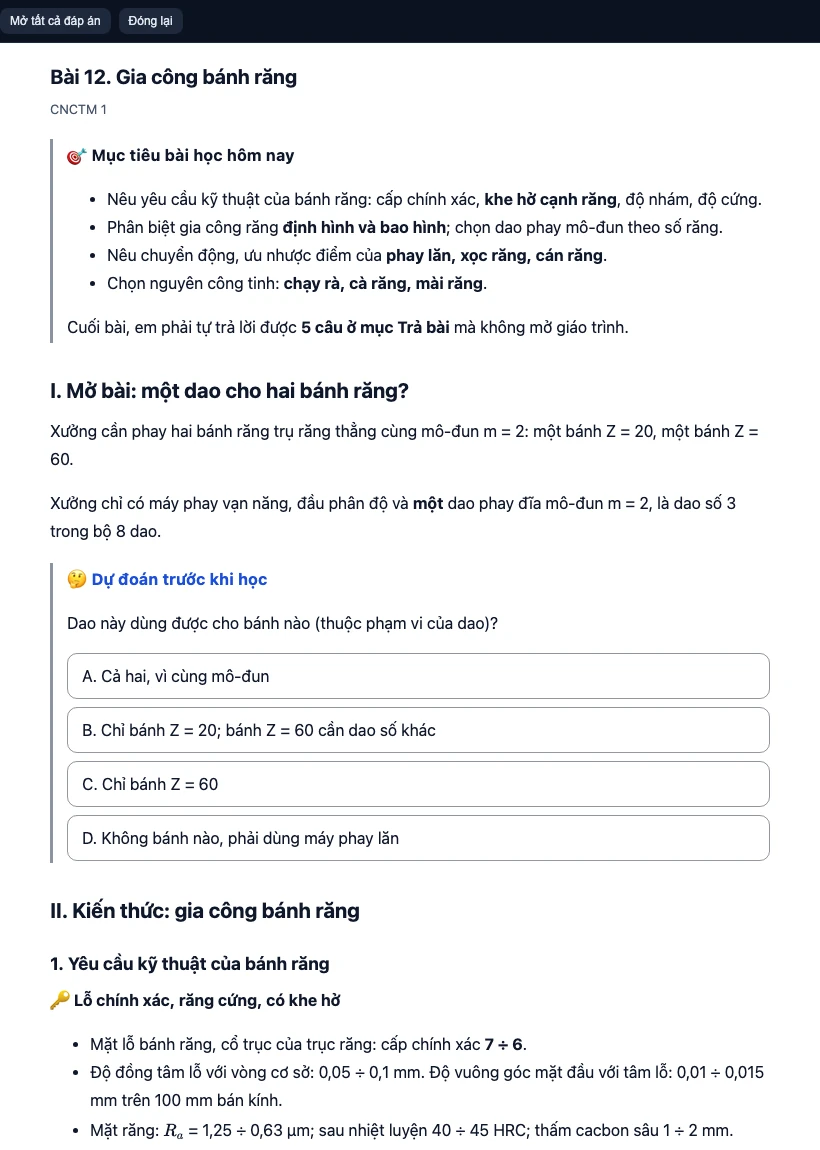 Mở tất cả đáp án
Đóng lại
Bài 12. Gia công bánh răng
CNCTM 1
🎯 Mục tiêu bài học hôm nay
• Nêu yêu cầu kỹ thuật của bánh răng: cấp chính xác, khe hở cạnh răng, độ nhám, độ cứng.
• Phân biệt gia công răng định hình và bao hình; chọn dao phay mô-đun theo số răng.
• Nêu chuyển động, ưu nhược điểm của phay lăn, xọc răng, cán răng.
• Chọn nguyên công tinh: chạy rà, cà răng, mài răng.
Cuối bài, em phải tự trả lời được 5 câu ở mục Trả bài mà không mở giáo trình.
I. Mở bài: một dao cho hai bánh răng?
Xưởng cần phay hai bánh răng trụ răng thẳng cùng mô-đun m = 2: một bánh Z = 20, một bánh Z =
60.
Xưởng chỉ có máy phay vạn năng, đầu phân độ và một dao phay đĩa mô-đun m = 2, là dao số 3
trong bộ 8 dao.
🤔 Dự đoán trước khi học
Dao này dùng được cho bánh nào (thuộc phạm vi của dao)?
A. Cả hai, vì cùng mô-đun
B. Chỉ bánh Z = 20; bánh Z = 60 cần dao số khác
C. Chỉ bánh Z = 60
D. Không bánh nào, phải dùng máy phay lăn
II. Kiến thức: gia công bánh răng
1. Yêu cầu kỹ thuật của bánh răng
🔑 Lỗ chính xác, răng cứng, có khe hở
• Mặt lỗ bánh răng, cổ trục của trục răng: cấp chính xác 7 ÷ 6.
• Độ đồng tâm lỗ với vòng cơ sở: 0,05 ÷ 0,1 mm. Độ vuông góc mặt đầu với tâm lỗ: 0,01 ÷ 0,015
mm trên 100 mm bán kính.
• Mặt răng: Rₐ = 1,25 ÷ 0,63 μm; sau nhiệt luyện 40 ÷ 45 HRC; thấm cacbon sâu 1 ÷ 2 mm.